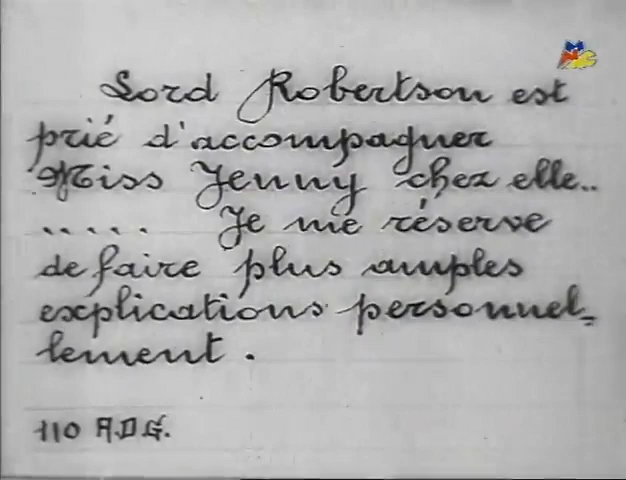 Lord Robertson est
prié d'accompagner
Miss Jenny chez elle..
..... Je me réserve
de faire plus amples
explications personnel=
lement.
110 A.D.G.